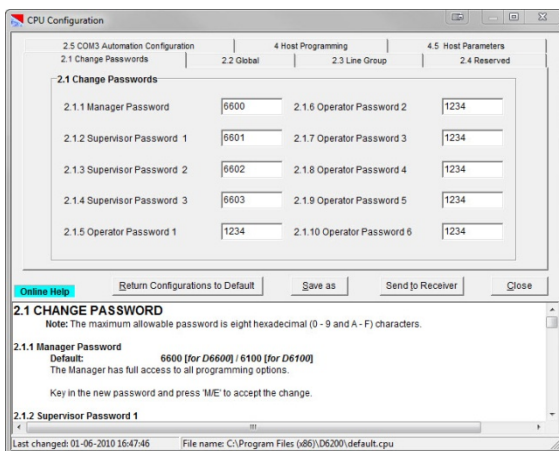 CPU Configuration
2.5 COM3 Automation Configuration 4 Host Programming 4.5 Host Parameters
2.1 Change Passwords 2.2 Global 2.3 Line Group 2.4 Reserved
2.1 Change Passwords
2.1.1 Manager Password 6600 2.1.6 Operator Password 2 1234
2.1.2 Supervisor Password 1 6601 2.1.7 Operator Password 3 1234
2.1.3 Supervisor Password 2 6602 2.1.8 Operator Password 4 1234
2.1.4 Supervisor Password 3 6603 2.1.9 Operator Password 5 1234
2.1.5 Operator Password 1 1234 2.1.10 Operator Password 6 1234
Online Help Return Configurations to Default Save as Send to Receiver Close
2.1 CHANGE PASSWORD
Note: The maximum allowable password is eight hexadecimal (0 - 9 and A - F) characters.
2.1.1 Manager Password
Default: 6600 [for D6600] / 6100 [for D6100]
The Manager has full access to all programming options.
Key in the new password and press 'M/E' to accept the change.
2.1.2 Supervisor Password 1
Last changed: 01-06-2010 16:47:46 File name: C:\Program Files (x86)\D6200\default.cpu